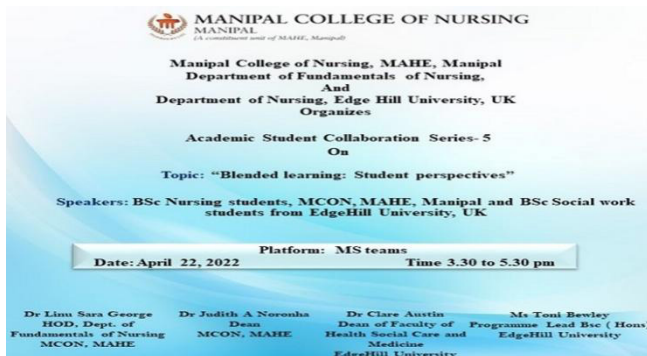 MANIPAL COLLEGE OF NURSING
MANIPAL
(A constituent unit of MAHE, Manipal)
Manipal College of Nursing, MAHE, Manipal
Department of Fundamentals of Nursing,
And
Department of Nursing, Edge Hill University, UK
Organizes
Academic Student Collaboration Series- 5
On
Topic: “Blended learning: Student perspectives”
Speakers: BSc Nursing students, MCON, MAHE, Manipal and BSc Social work
students from EdgeHill University, UK
Platform: MS teams
Date: April 22, 2022 Time 3.30 to 5.30 pm
Dr Linu Sara George
HOD, Dept. of
Fundamentals of Nursing
MCON, MAHE
Dr Judith A Noronha
Dean
MCON, MAHE
Dr Clare Austin
Dean of Faculty of
Health Social Care and
Medicine
EdgeHill University
Ms Toni Bewley
Programme Lead Bsc ( Hons)
EdgeHill University